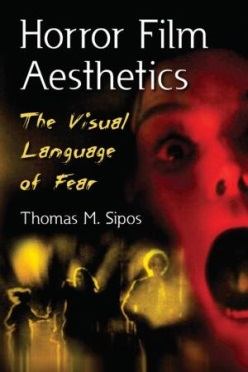 Horror Film
Aesthetics
The Visual
Language
of Fear
Thomas M. Sipos